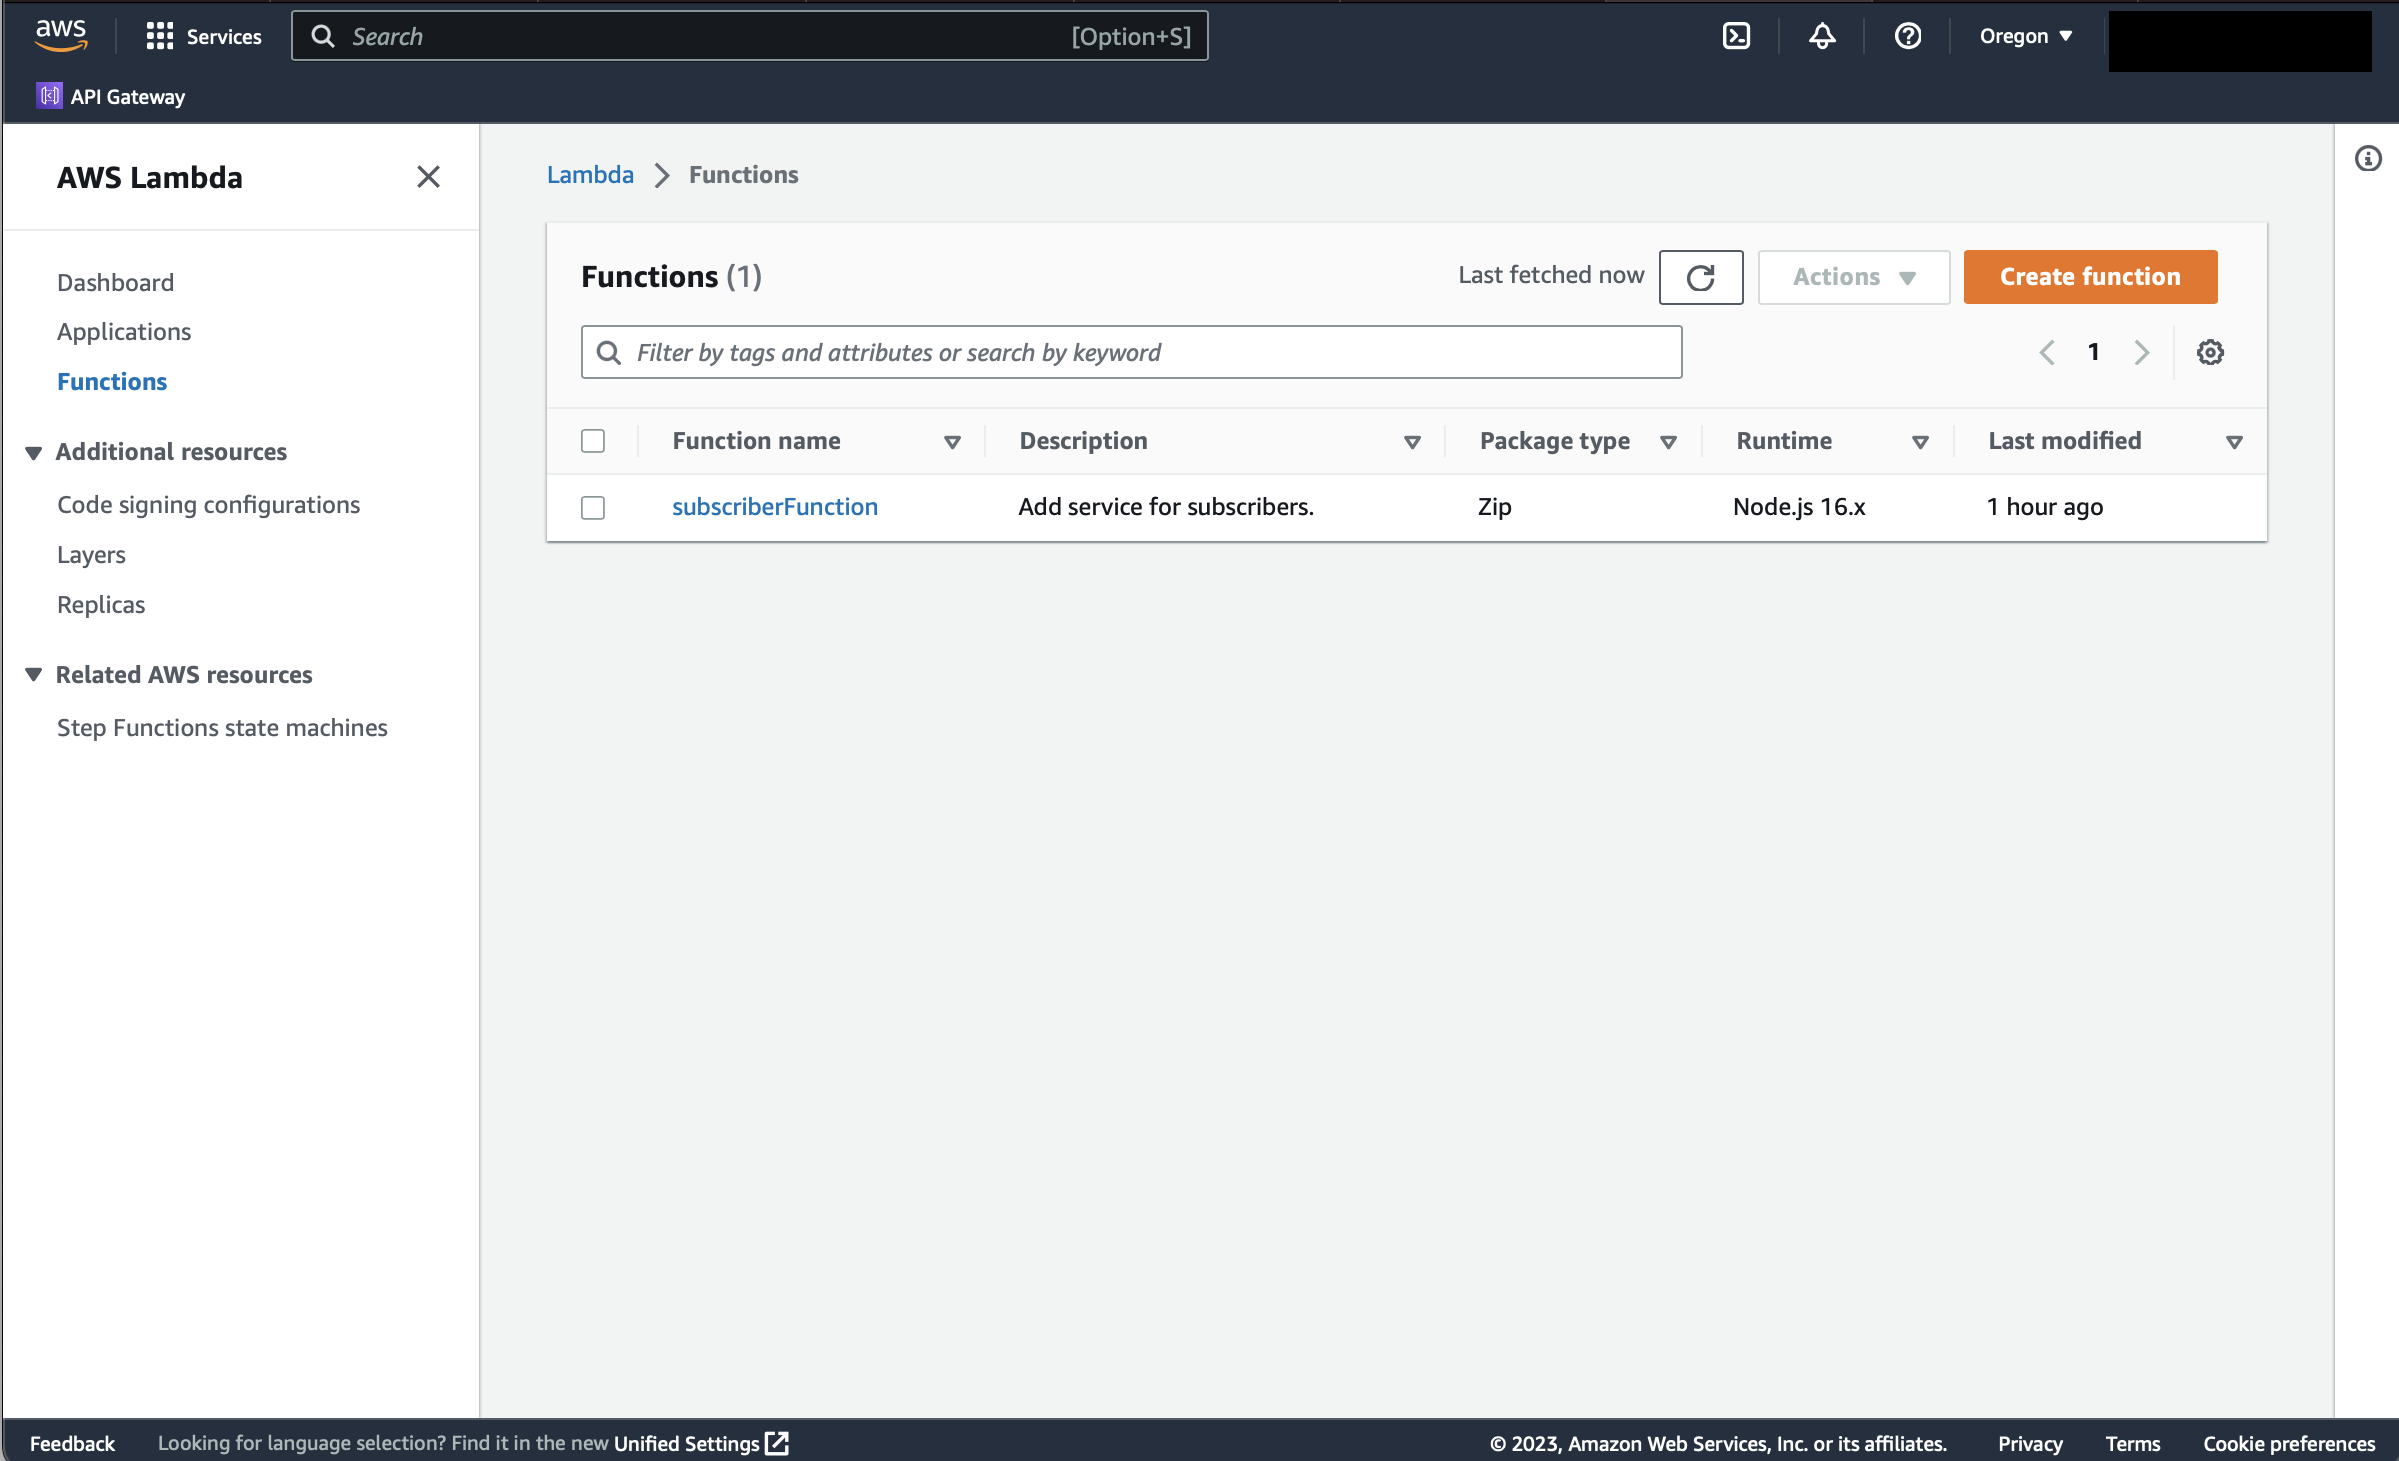 aws
Services
Search [Option+S]
Oregon
API Gateway
AWS Lambda
Dashboard
Applications
Functions
Additional resources
Code signing configurations
Layers
Replicas
Related AWS resources
Step Functions state machines
Lambda > Functions
Functions (1)
Last fetched now
Actions
Create function
Filter by tags and attributes or search by keyword
1
Function name Description Package type Runtime Last modified
subscriberFunction Add service for subscribers. Zip Node.js 16.x 1 hour ago
Feedback Looking for language selection? Find it in the new Unified Settings © 2023, Amazon Web Services, Inc. or its affiliates. Privacy Terms Cookie preferences